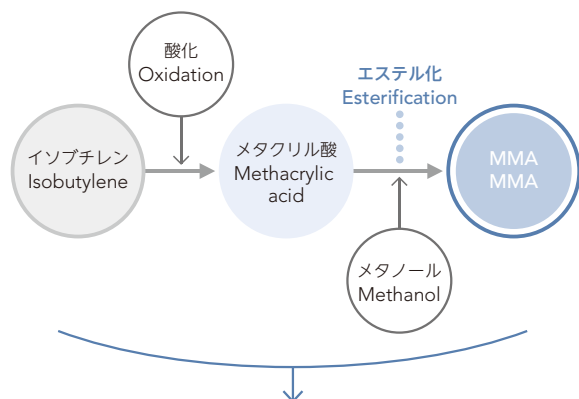 酸化
Oxidation
エステル化
Esterification
イソブチレン
Isobutylene
メタクリル酸
Methacrylic
acid
MMA
MMA
メタノール
Methanol